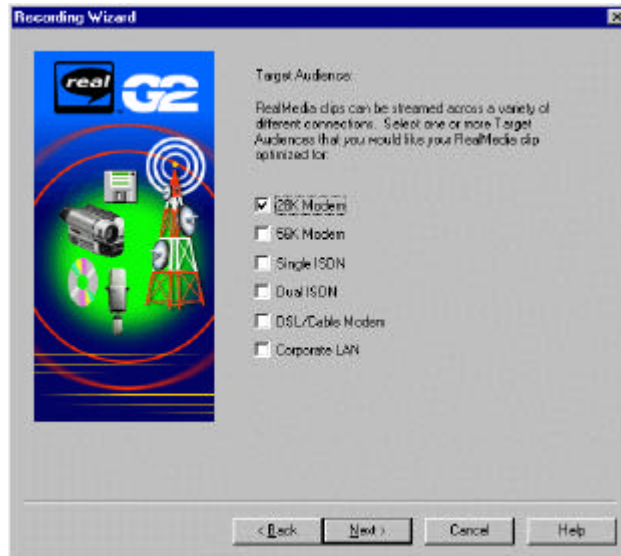 Recording Wizard
real G2
Target Audience:
RealMedia clips can be streamed across a variety of
different connections. Select one or more Target
Audiences that you would like your RealMedia clip
optimized for:
28K Modem
56K Modem
Single ISDN
Dual ISDN
DSL/Cable Modem
Corporate LAN
< Back Next > Cancel Help